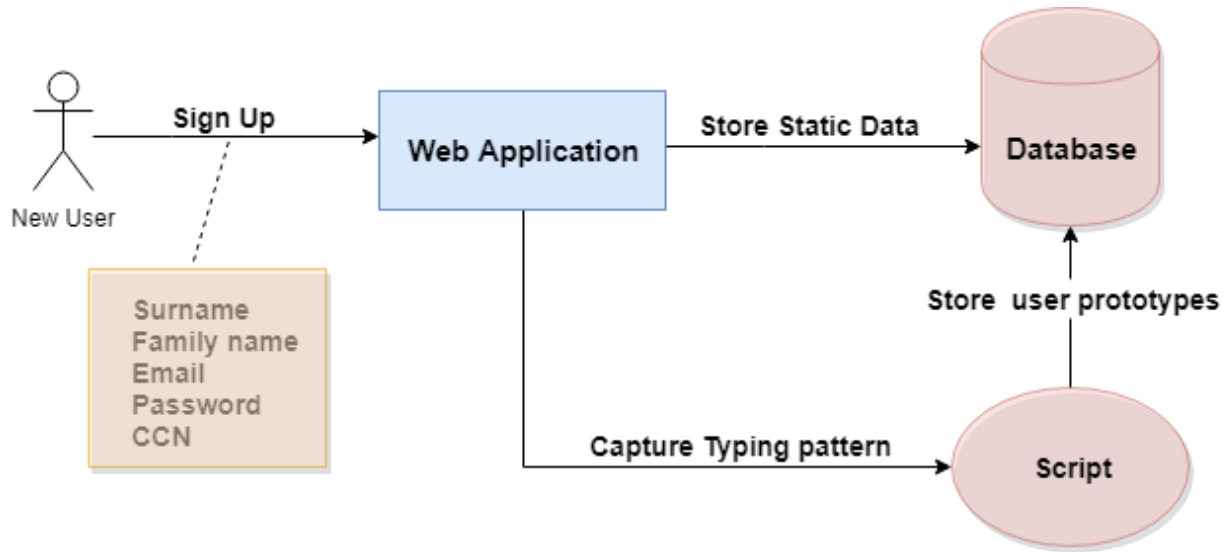 Sign Up
New User
Surname
Family name
Email
Password
CCN
Web Application
Store Static Data
Database
Store user prototypes
Capture Typing pattern
Script